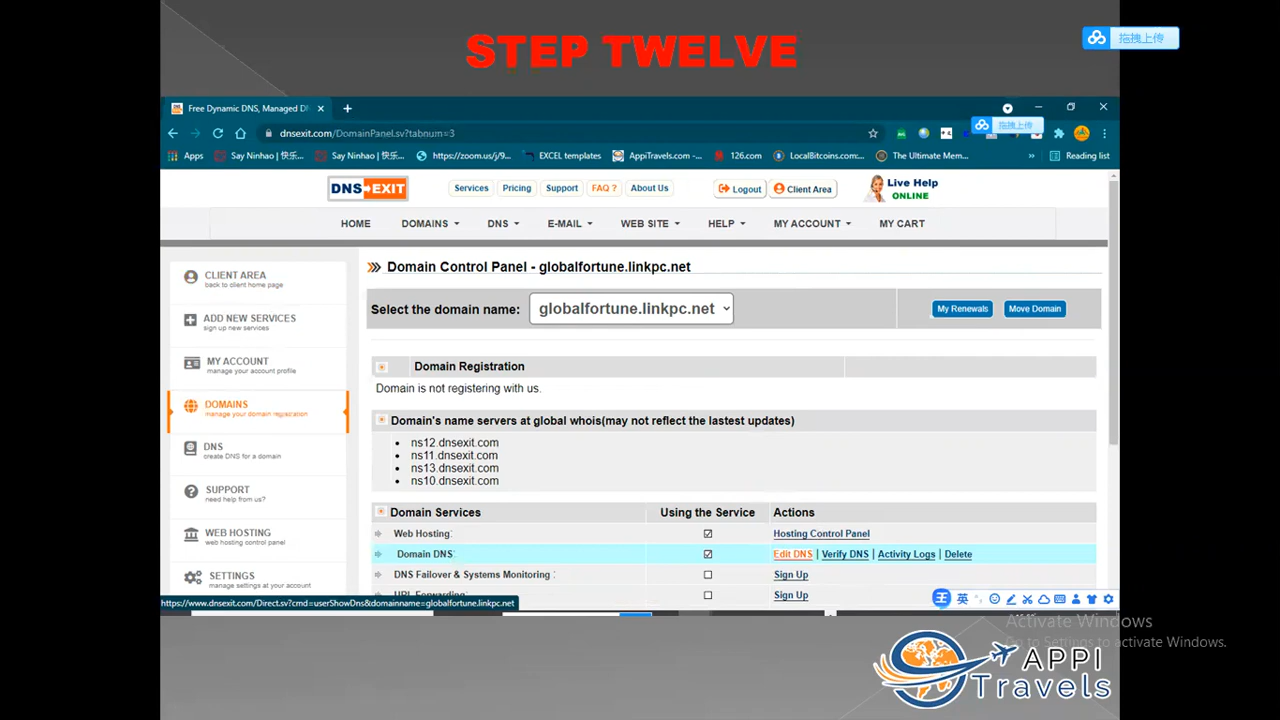 STEP TWELVE
拖拽上传
Free Dynamic DNS, Managed DN
dnsexit.com/DomainPanel.sv?tabnum=3
拖拽上传
Apps
Say Ninhao | 快乐...
Say Ninhao | 快乐...
https://zoom.us/j/9...
EXCEL templates
AppiTravels.com -...
126.com
LocalBitcoins.com:...
The Ultimate Mem...
»
Reading list
DNS EXIT
Services
Pricing
Support
FAQ ?
About Us
Logout
Client Area
Live Help
ONLINE
HOME
DOMAINS
DNS
E-MAIL
WEB SITE
HELP
MY ACCOUNT
MY CART
CLIENT AREA
back to client home page
ADD NEW SERVICES
sign up new services
MY ACCOUNT
manage your account profile
DOMAINS
manage your domain registration
DNS
create DNS for a domain
SUPPORT
need help from us?
WEB HOSTING
web hosting control panel
SETTINGS
manage settings at your account
Domain Control Panel - globalfortune.linkpc.net
Select the domain name: globalfortune.linkpc.net
My Renewals
Move Domain
Domain Registration
Domain is not registering with us.
Domain's name servers at global whois(may not reflect the lastest updates)
• ns12.dnsexit.com
• ns11.dnsexit.com
• ns13.dnsexit.com
• ns10.dnsexit.com
Domain Services Using the Service Actions
Web Hosting: Hosting Control Panel
Domain DNS: Edit DNS | Verify DNS | Activity Logs | Delete
DNS Failover & Systems Monitoring : Sign Up
URL Forwarding: Sign Up
https://www.dnsexit.com/Direct.sv?cmd=userShowDns&domainname=globalfortune.linkpc.net
王 英
Activate Windows
Go to Settings to activate Windows.
APPI
Travels